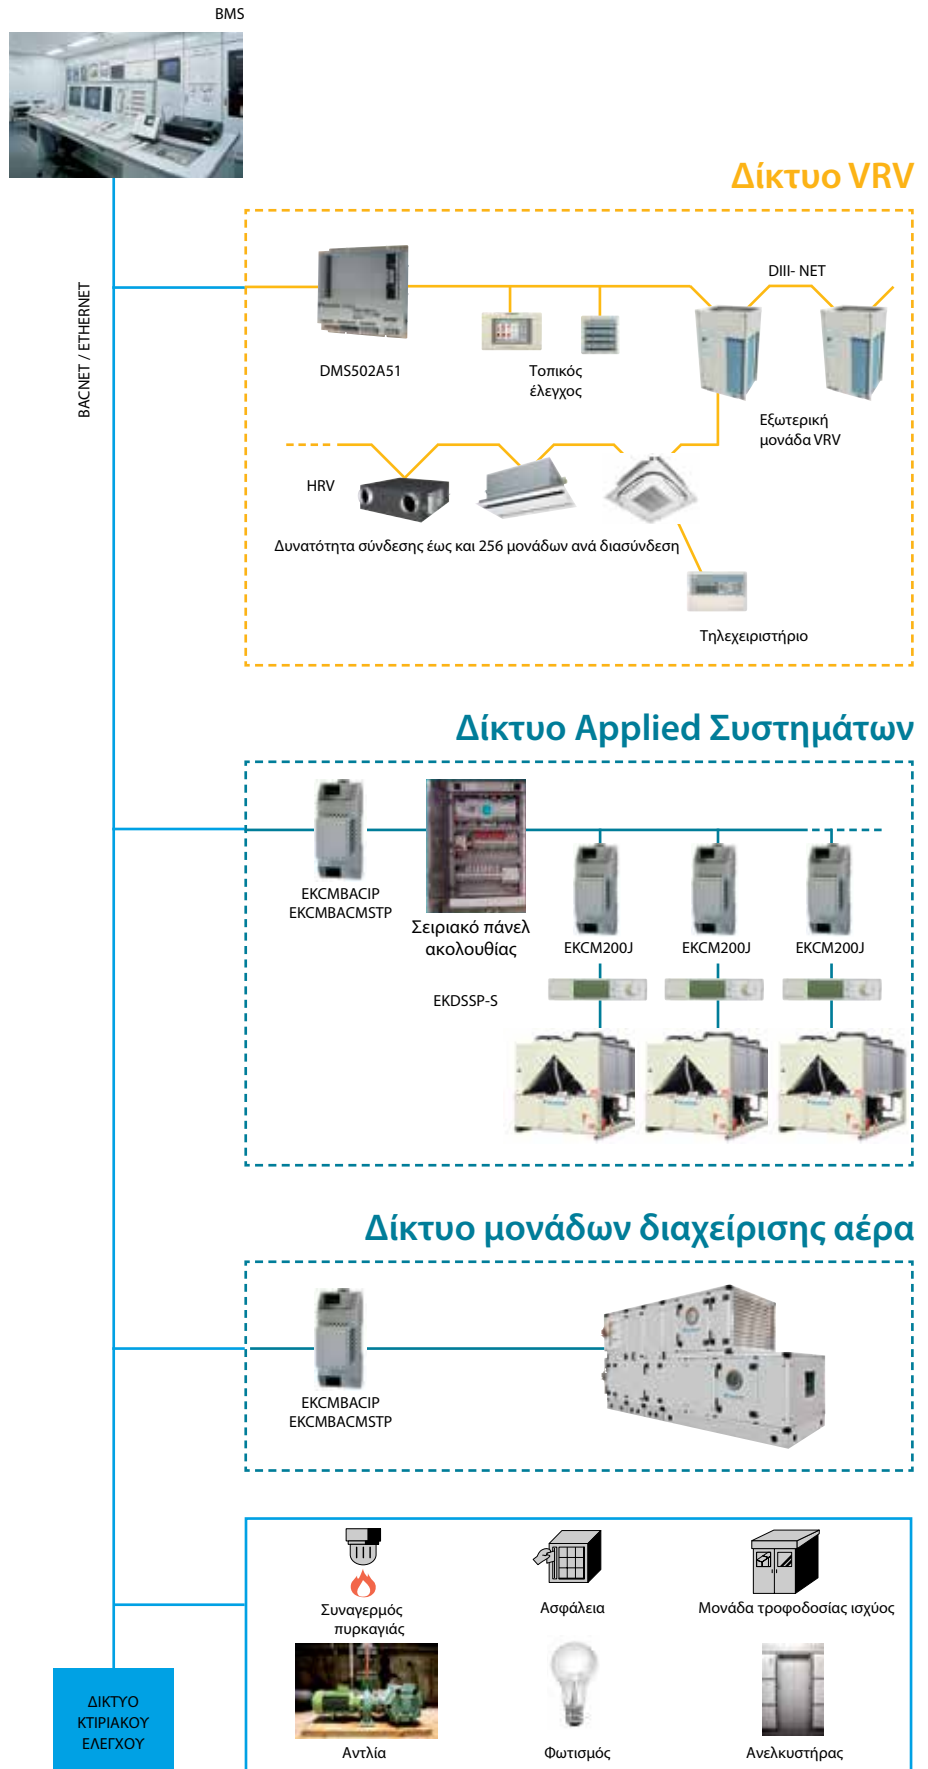 BMS
BACNET / ETHERNET
Δίκτυο VRV
DIII- NET
DMS502A51
Τοπικός
έλεγχος
Εξωτερική
μονάδα VRV
HRV
Δυνατότητα σύνδεσης έως και 256 μονάδων ανά διασύνδεση
Τηλεχειριστήριο
Δίκτυο Applied Συστημάτων
EKCMBACIP
EKCMBACMSTP
Σειριακό πάνελ
ακολουθίας
EKCM200J
EKCM200J
EKCM200J
EKDSSP-S
Δίκτυο μονάδων διαχείρισης αέρα
EKCMBACIP
EKCMBACMSTP
Συναγερμός
πυρκαγιάς
Ασφάλεια
Μονάδα τροφοδοσίας ισχύος
ΔΙΚΤΥΟ
ΚΤΙΡΙΑΚΟΥ
ΕΛΕΓΧΟΥ
Αντλία
Φωτισμός
Ανελκυστήρας